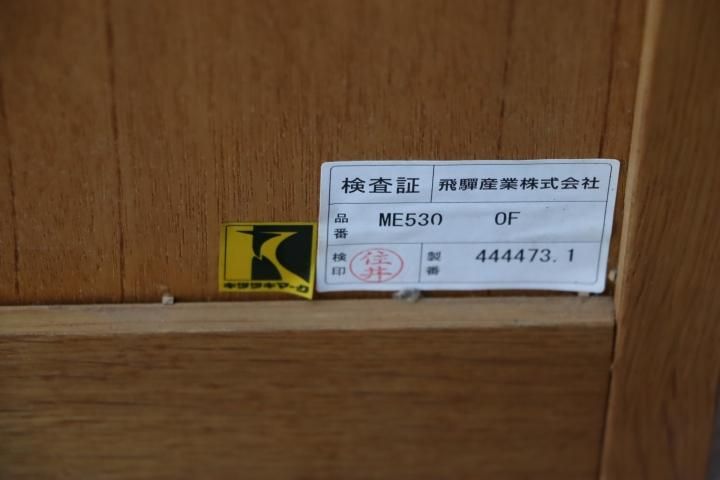 検査証 飛騨産業株式会社
品番 ME530 OF
検印 住井 製番 444473.1
キツツキマーク